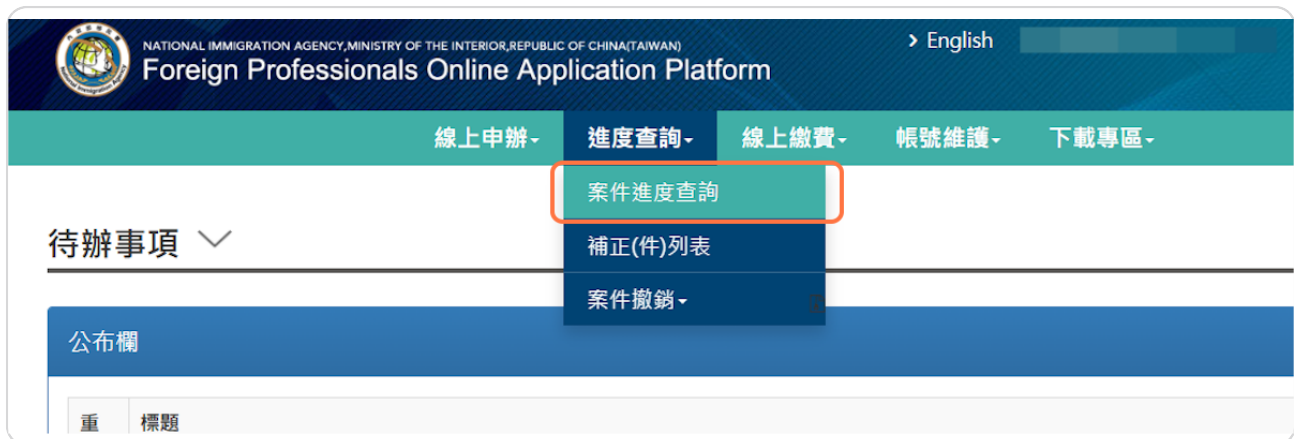 NATIONAL IMMIGRATION AGENCY,MINISTRY OF THE INTERIOR,REPUBLIC OF CHINA(TAIWAN)
Foreign Professionals Online Application Platform
English
線上申辦 進度查詢 線上繳費 帳號維護 下載專區
案件進度查詢
補正(件)列表
案件撤銷
待辦事項
公布欄
重 標題